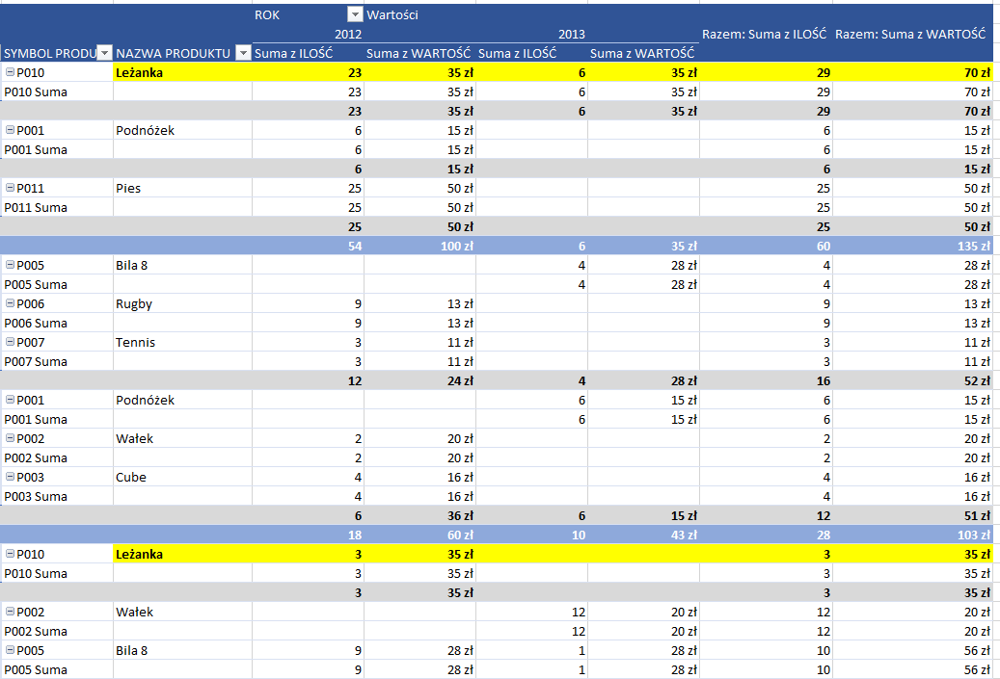 ROK Wartości
2012 2013 Razem: Suma z ILOŚĆ Razem: Suma z WARTOŚĆ
SYMBOL PRODU NAZWA PRODUKTU Suma z ILOŚĆ Suma z WARTOŚĆ Suma z ILOŚĆ Suma z WARTOŚĆ
P010 Leżanka 23 35 zł 6 35 zł 29 70 zł
P010 Suma 23 35 zł 6 35 zł 29 70 zł
23 35 zł 6 35 zł 29 70 zł
P001 Podnóżek 6 15 zł 6 15 zł
P001 Suma 6 15 zł 6 15 zł
6 15 zł 6 15 zł
P011 Pies 25 50 zł 25 50 zł
P011 Suma 25 50 zł 25 50 zł
25 50 zł 25 50 zł
54 100 zł 6 35 zł 60 135 zł
P005 Bila 8 4 28 zł 4 28 zł
P005 Suma 4 28 zł 4 28 zł
P006 Rugby 9 13 zł 9 13 zł
P006 Suma 9 13 zł 9 13 zł
P007 Tennis 3 11 zł 3 11 zł
P007 Suma 3 11 zł 3 11 zł
12 24 zł 4 28 zł 16 52 zł
P001 Podnóżek 6 15 zł 6 15 zł
P001 Suma 6 15 zł 6 15 zł
P002 Wałek 2 20 zł 2 20 zł
P002 Suma 2 20 zł 2 20 zł
P003 Cube 4 16 zł 4 16 zł
P003 Suma 4 16 zł 4 16 zł
6 36 zł 6 15 zł 12 51 zł
18 60 zł 10 43 zł 28 103 zł
P010 Leżanka 3 35 zł 3 35 zł
P010 Suma 3 35 zł 3 35 zł
3 35 zł 3 35 zł
P002 Wałek 12 20 zł 12 20 zł
P002 Suma 12 20 zł 12 20 zł
P005 Bila 8 9 28 zł 1 28 zł 10 56 zł
P005 Suma 9 28 zł 1 28 zł 10 56 zł